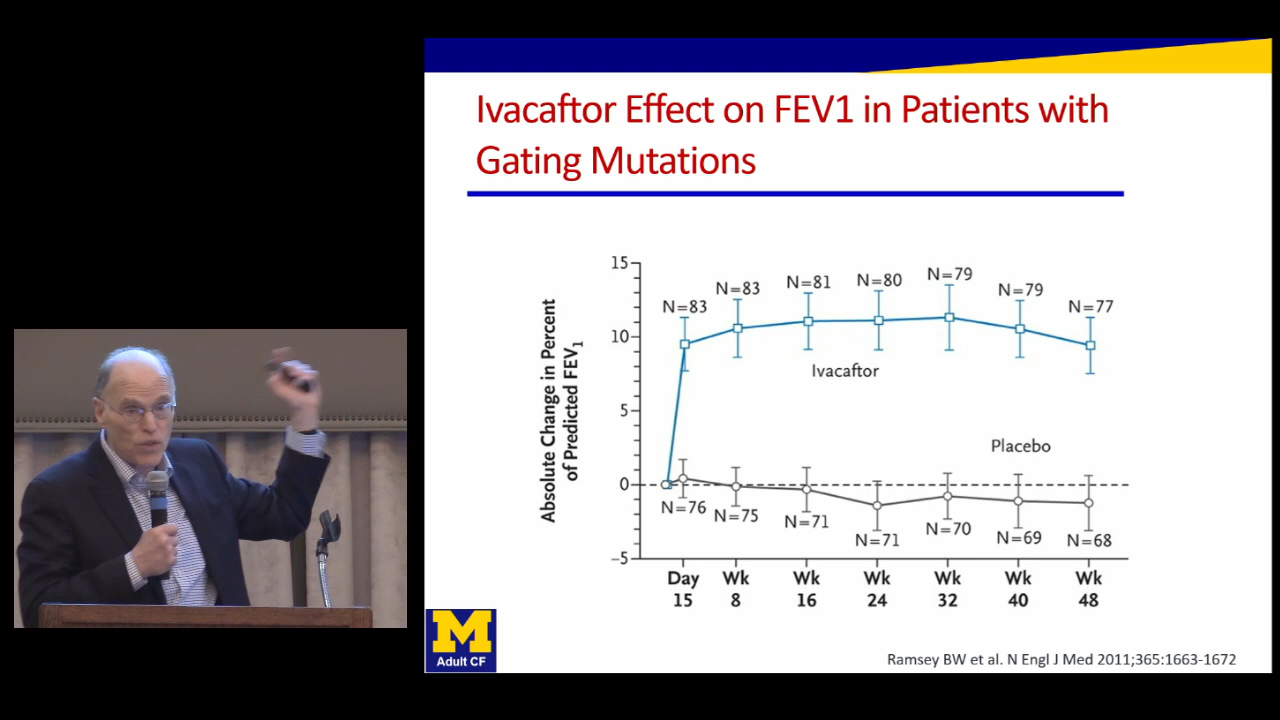 Ivacaftor Effect on FEV1 in Patients with
Gating Mutations
Absolute Change in Percent
of Predicted FEV1
15
10
5
0
−5
N=83
N=83
N=81
N=80
N=79
N=79
N=77
Ivacaftor
Placebo
N=76
N=75
N=71
N=71
N=70
N=69
N=68
Day Wk Wk Wk Wk Wk Wk
15 8 16 24 32 40 48
M
Adult CF
Ramsey BW et al. N Engl J Med 2011;365:1663-1672